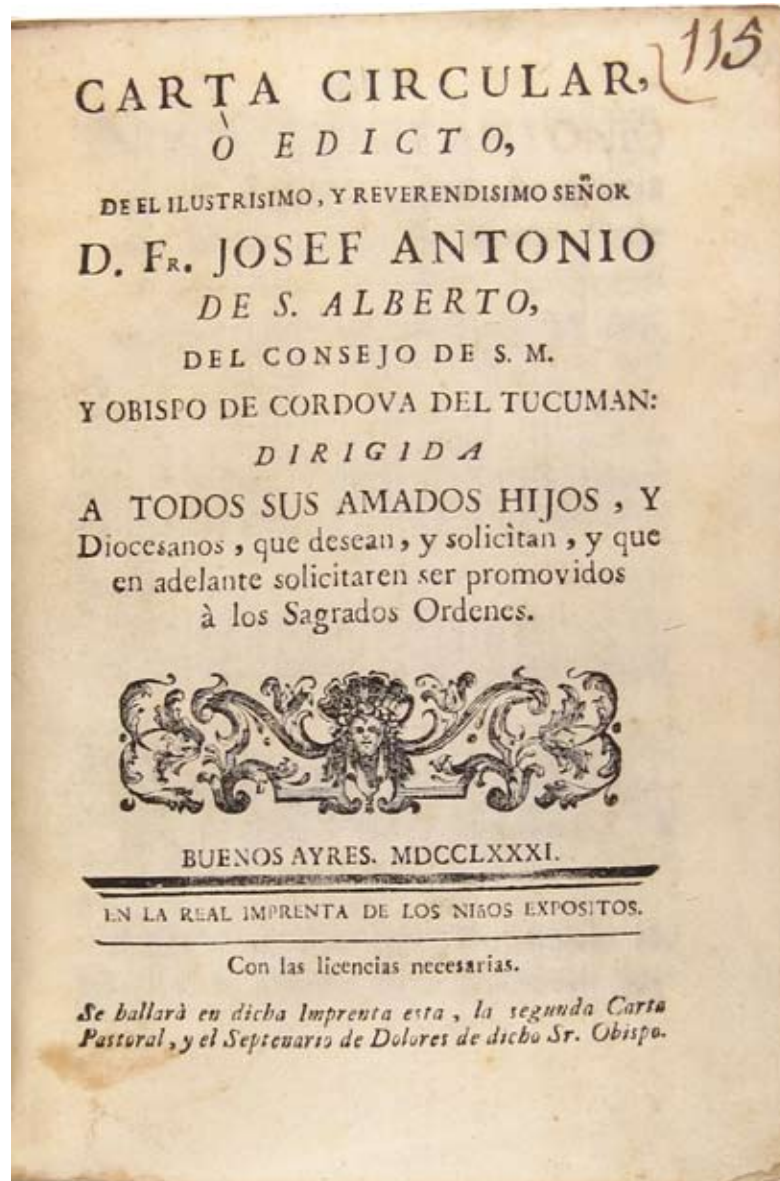 115
CARTA CIRCULAR,
Ò EDICTO,
DE EL ILUSTRISIMO, Y REVERENDISIMO SEÑOR
D. FR. JOSEF ANTONIO
DE S. ALBERTO,
DEL CONSEJO DE S. M.
Y OBISPO DE CORDOVA DEL TUCUMAN:
DIRIGIDA
A TODOS SUS AMADOS HIJOS, Y
Diocesanos, que desean, y solicìtan, y que
en adelante solicitaren ser promovidos
à los Sagrados Ordenes.
BUENOS AYRES. MDCCLXXXI.
EN LA REAL IMPRENTA DE LOS NIñOS EXPOSITOS.
Con las licencias necesarias.
Se hallarà en dicha Imprenta esta, la segunda Carta
Pastoral, y el Septenario de Dolores de dicho Sr. Obispo.